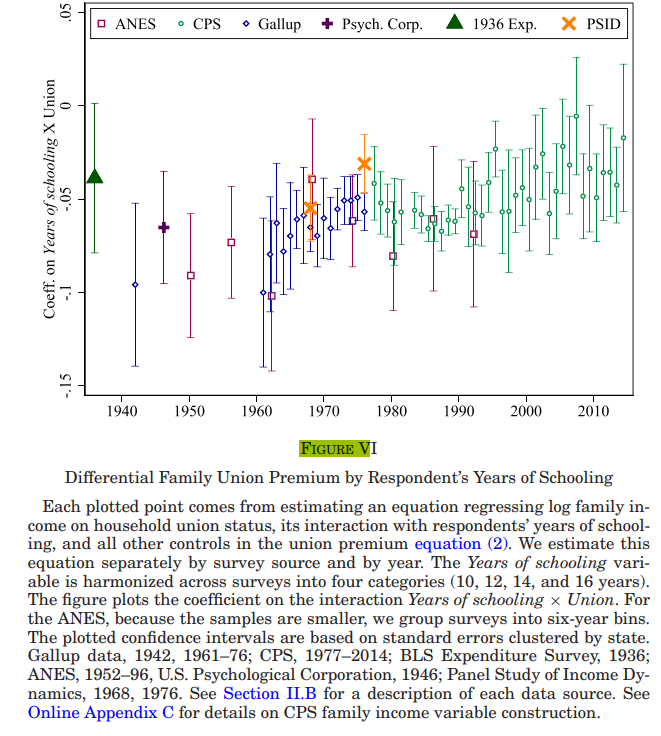 .05
ANES CPS Gallup Psych. Corp. 1936 Exp. PSID
0
-.05
-.1
-.15
Coeff. on Years of schooling X Union
1940 1950 1960 1970 1980 1990 2000 2010
FIGURE VI
Differential Family Union Premium by Respondent's Years of Schooling
Each plotted point comes from estimating an equation regressing log family in-
come on household union status, its interaction with respondents' years of school-
ing, and all other controls in the union premium equation (2). We estimate this
equation separately by survey source and by year. The Years of schooling vari-
able is harmonized across surveys into four categories (10, 12, 14, and 16 years).
The figure plots the coefficient on the interaction Years of schooling × Union. For
the ANES, because the samples are smaller, we group surveys into six-year bins.
The plotted confidence intervals are based on standard errors clustered by state.
Gallup data, 1942, 1961–76; CPS, 1977–2014; BLS Expenditure Survey, 1936;
ANES, 1952–96, U.S. Psychological Corporation, 1946; Panel Study of Income Dy-
namics, 1968, 1976. See Section II.B for a description of each data source. See
Online Appendix C for details on CPS family income variable construction.